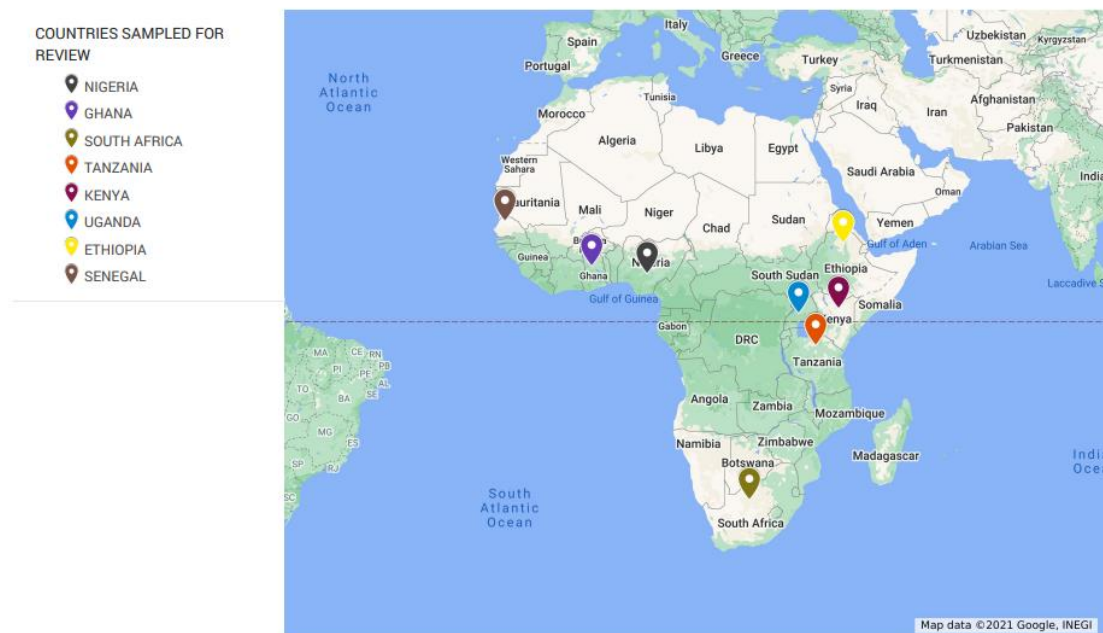 COUNTRIES SAMPLED FOR
REVIEW
NIGERIA
GHANA
SOUTH AFRICA
TANZANIA
KENYA
UGANDA
ETHIOPIA
SENEGAL
North
Atlantic
Ocean
Italy
Spain
Portugal
Greece
Turkey
Uzbekistan
Kyrgyzstan
Turkmenistan
Syria
Tunisia
Morocco
Iraq
Iran
Afghanistan
Pakistan
Algeria
Libya
Egypt
Western
Sahara
Saudi Arabia
Oman
India
Mali
Niger
Chad
Sudan
Yemen
Gulf of Aden
Arabian Sea
Guinea
Ghana
South Sudan
Ethiopia
Somalia
Gulf of Guinea
Gabon
DRC
Tanzania
MA
CE
RN
PB
PI
PE
AL
SE
TO
BA
GO
MG
ES
SP
RJ
SC
Angola
Zambia
Mozambique
Namibia
Zimbabwe
Madagascar
Botswana
South
Atlantic
Ocean
South Africa
Map data ©2021 Google, INEGI